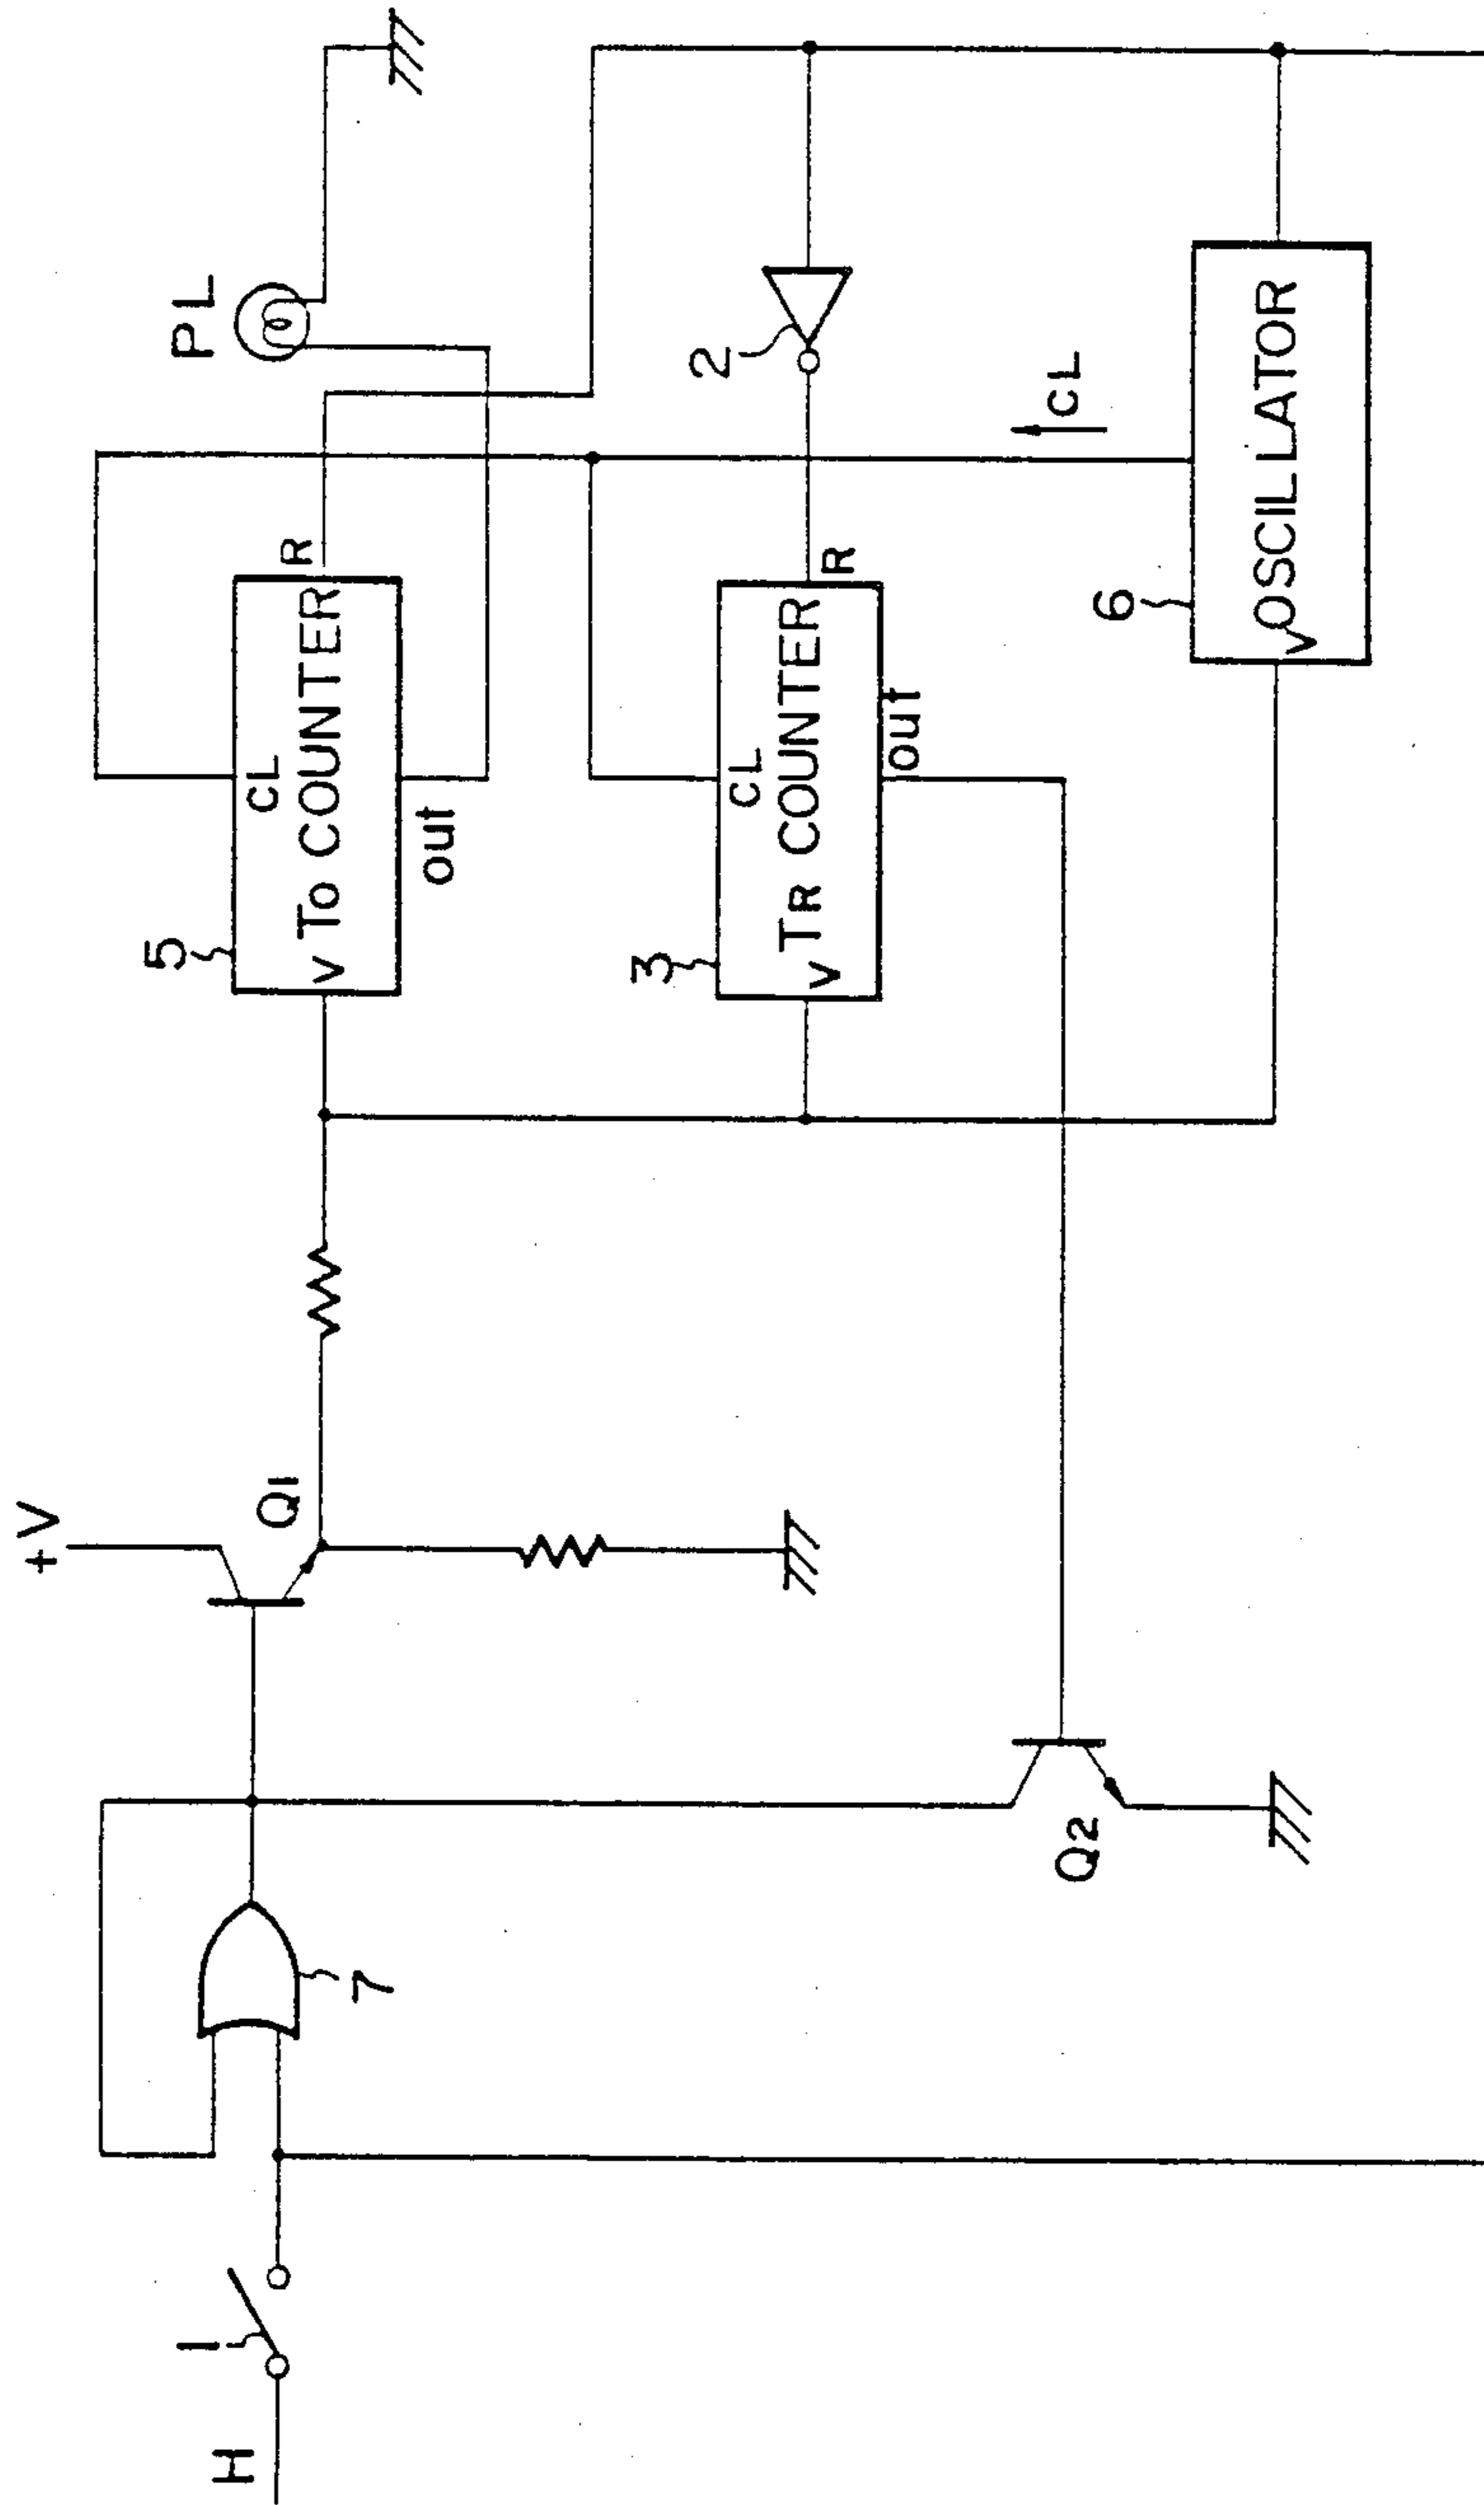 +V
H
1
7
Q1
Q2
5
CL
V To COUNTER
R
out
PL
3
CL
V TR COUNTER
R
out
2
CL
6
V OSCILLATOR